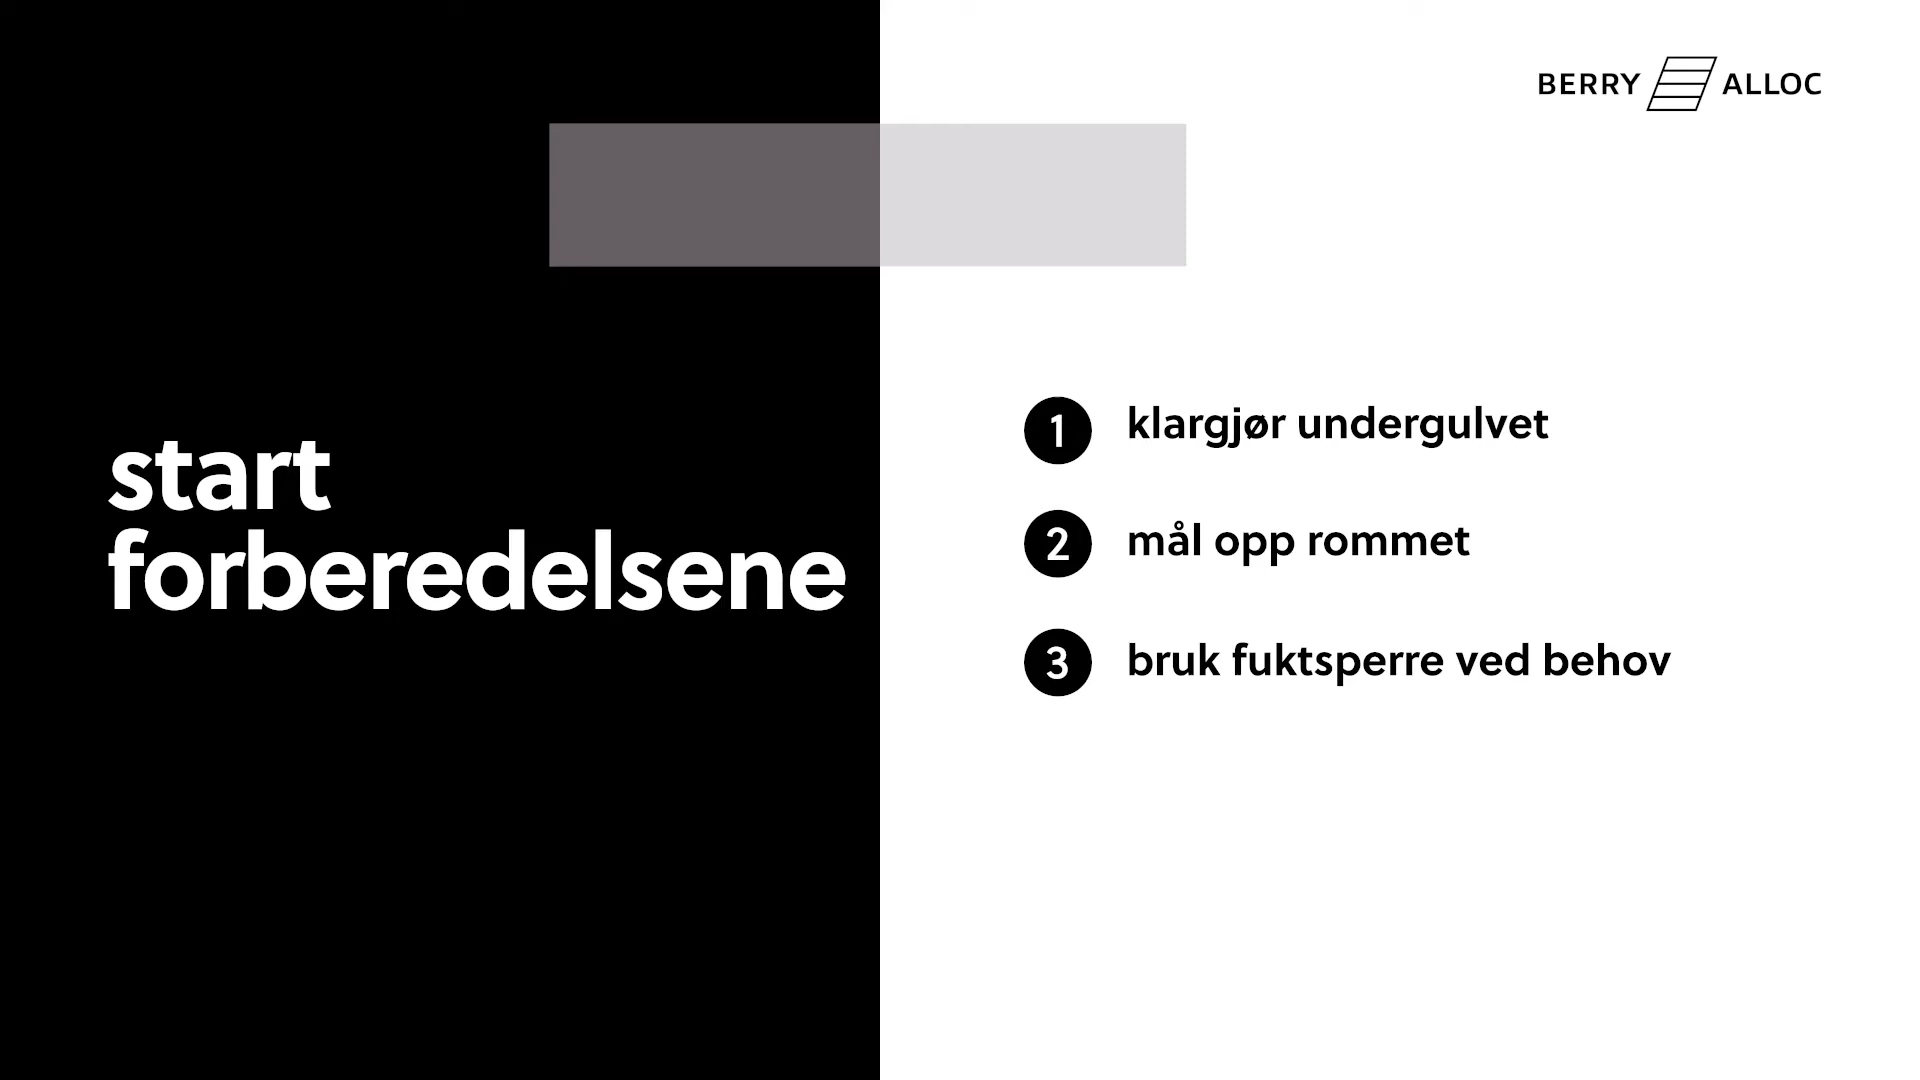 BERRY ALLOC
start
forberedelsene
1 klargjør undergulvet
2 mål opp rommet
3 bruk fuktsperre ved behov